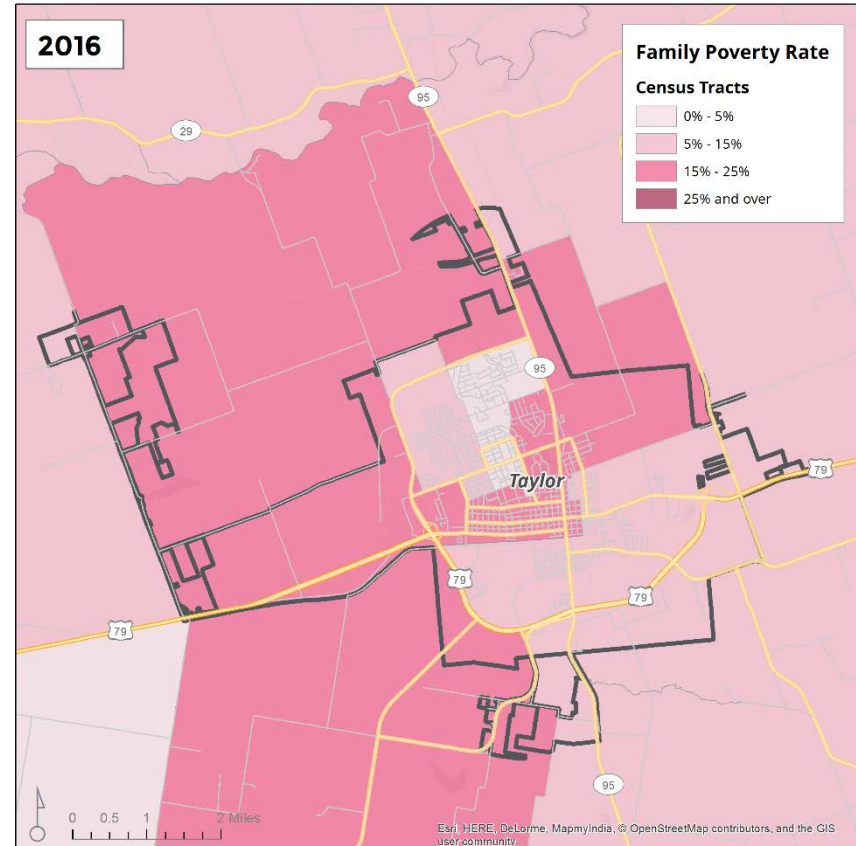 2016
Family Poverty Rate
Census Tracts
0% - 5%
5% - 15%
15% - 25%
25% and over
95
29
95
Taylor
79
79
79
79
95
0 0.5 1 2 Miles
Esri, HERE, DeLorme, MapmyIndia, © OpenStreetMap contributors, and the GIS
user community